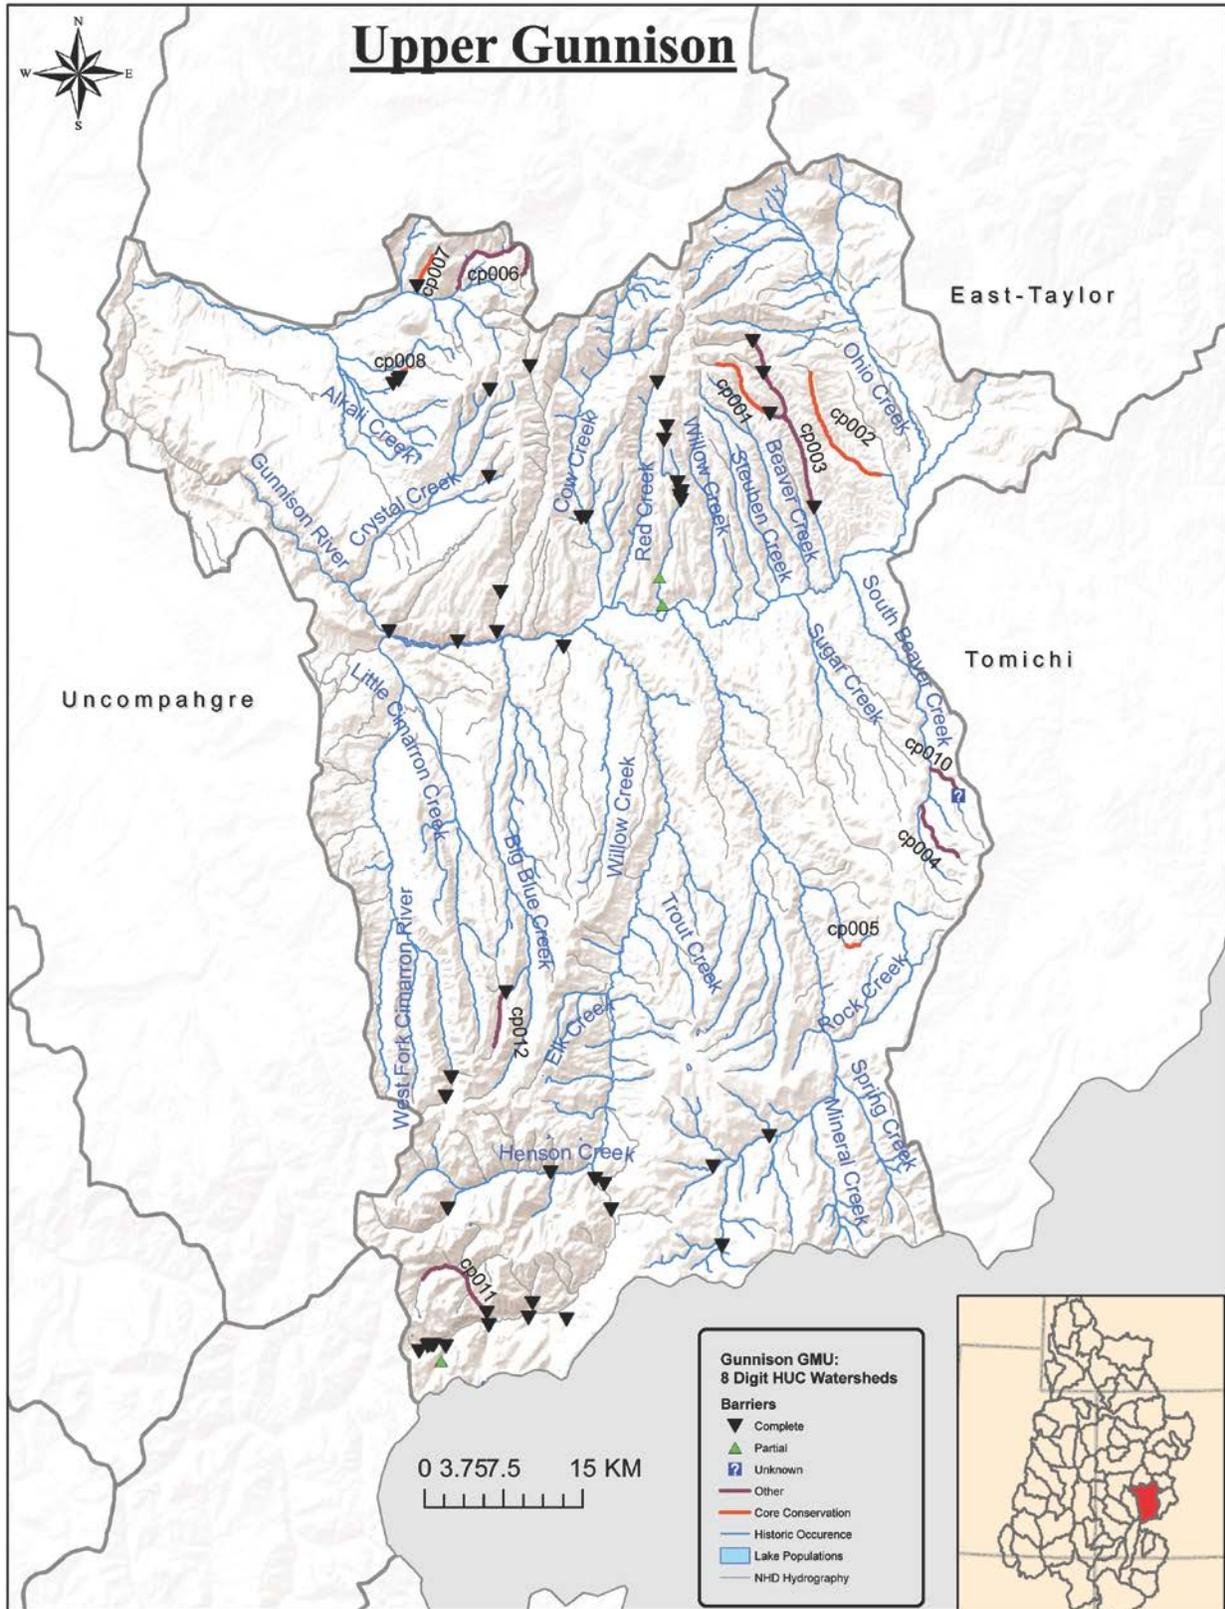 Upper Gunnison
N
W
E
S
East-Taylor
cp007
cp006
cp008
Alkali Creek
Gunnison River
Crystal Creek
Cow Creek
Red Creek
Willow Creek
Steuben Creek
Beaver Creek
cp001
cp003
cp002
Ohio Creek
South Beaver Creek
Sugar Creek
Tomichi
Uncompahgre
cp010
?
cp004
Little Cimarron Creek
Big Blue Creek
Willow Creek
Trout Creek
cp005
Rock Creek
West Fork Cimarron River
cp012
Elk Creek
Spring Creek
Mineral Creek
Henson Creek
cp011
0 3.757.5 15 KM
Gunnison GMU:
8 Digit HUC Watersheds
Barriers
Complete
Partial
? Unknown
Other
Core Conservation
Historic Occurence
Lake Populations
NHD Hydrography